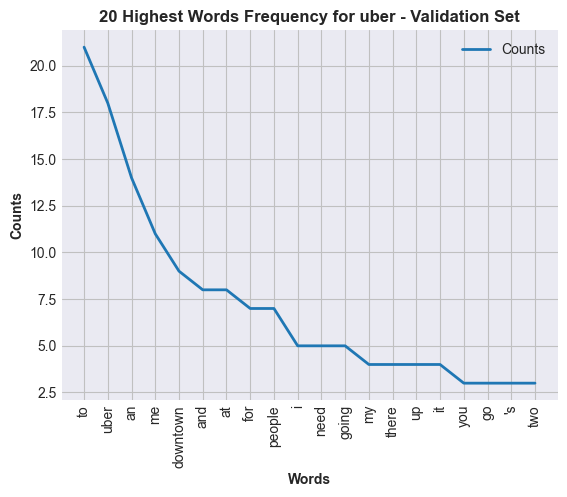 20 Highest Words Frequency for uber - Validation Set
Counts
20.0
17.5
15.0
12.5
10.0
7.5
5.0
2.5
Counts
to
uber
an
me
downtown
and
at
for
people
i
need
going
my
there
up
it
you
go
's
two
Words